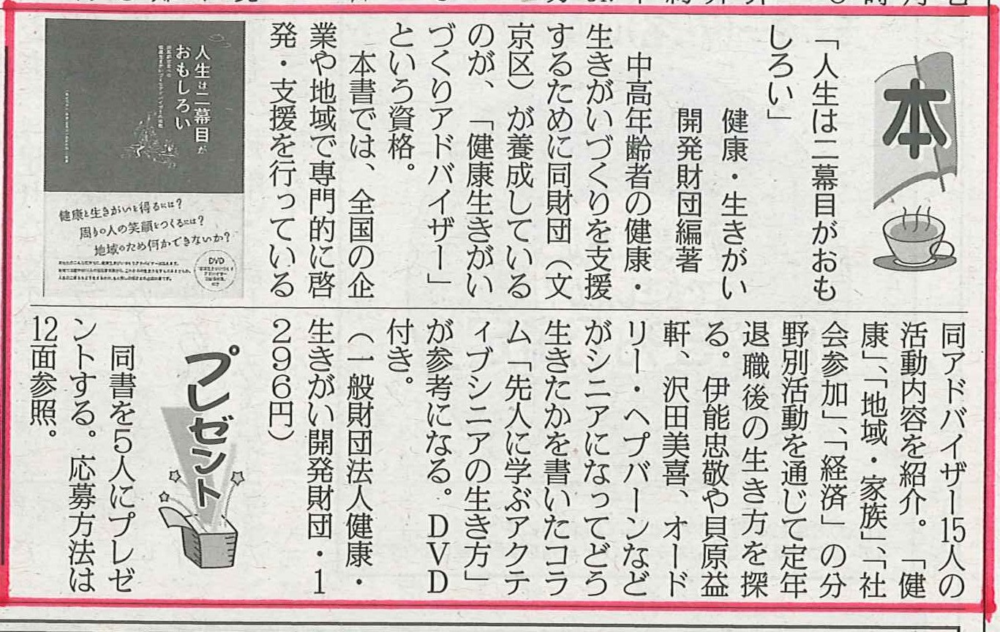 本
「人生は二幕目がおも
しろい」
健康・生きがい
開発財団編著
中高年齢者の健康・
生きがいづくりを支援
するために同財団（文
京区）が養成している
のが、「健康生きがい
づくりアドバイザー」
という資格。
本書では、全国の企
業や地域で専門的に啓
発・支援を行っている
人生は二幕目が
おもしろい
健康と生きがいを得るには?
周りの人の笑顔をつくるには?
地域のため何かできないか?
DVD
同アドバイザー15人の
活動内容を紹介。「健
康」、「地域・家族」、「社
会参加」、「経済」の分
野別活動を通じて定年
退職後の生き方を探
る。伊能忠敬や貝原益
軒、沢田美喜、オード
リー・ヘプバーンなど
がシニアになってどう
生きたかを書いたコラ
ム「先人に学ぶアクテ
ィブシニアの生き方」
が参考になる。DVD
付き。
（一般財団法人健康・
生きがい開発財団・1
296円）
プレゼント
同書を5人にプレゼ
ントする。応募方法は
12面参照。